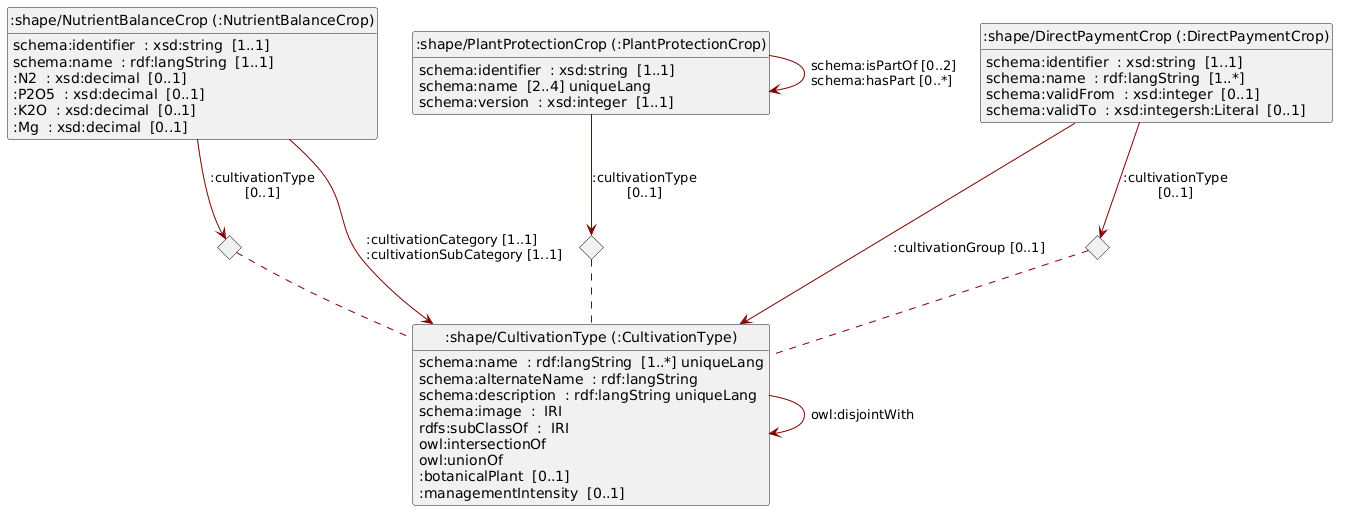 :shape/NutrientBalanceCrop (:NutrientBalanceCrop)
schema:identifier : xsd:string [1..1]
schema:name : rdf:langString [1..1]
:N2 : xsd:decimal [0..1]
:P2O5 : xsd:decimal [0..1]
:K2O : xsd:decimal [0..1]
:Mg : xsd:decimal [0..1]
:shape/PlantProtectionCrop (:PlantProtectionCrop)
schema:identifier : xsd:string [1..1]
schema:name [2..4] uniqueLang
schema:version : xsd:integer [1..1]
schema:isPartOf [0..2]
schema:hasPart [0..*]
:shape/DirectPaymentCrop (:DirectPaymentCrop)
schema:identifier : xsd:string [1..1]
schema:name : rdf:langString [1..*]
schema:validFrom : xsd:integer [0..1]
schema:validTo : xsd:integersh:Literal [0..1]
:cultivationType
[0..1]
:cultivationType
[0..1]
:cultivationType
[0..1]
:cultivationCategory [1..1]
:cultivationSubCategory [1..1]
:cultivationGroup [0..1]
:shape/CultivationType (:CultivationType)
schema:name : rdf:langString [1..*] uniqueLang
schema:alternateName : rdf:langString
schema:description : rdf:langString uniqueLang
schema:image : IRI
rdfs:subClassOf : IRI
owl:intersectionOf
owl:unionOf
:botanicalPlant [0..1]
:managementIntensity [0..1]
owl:disjointWith